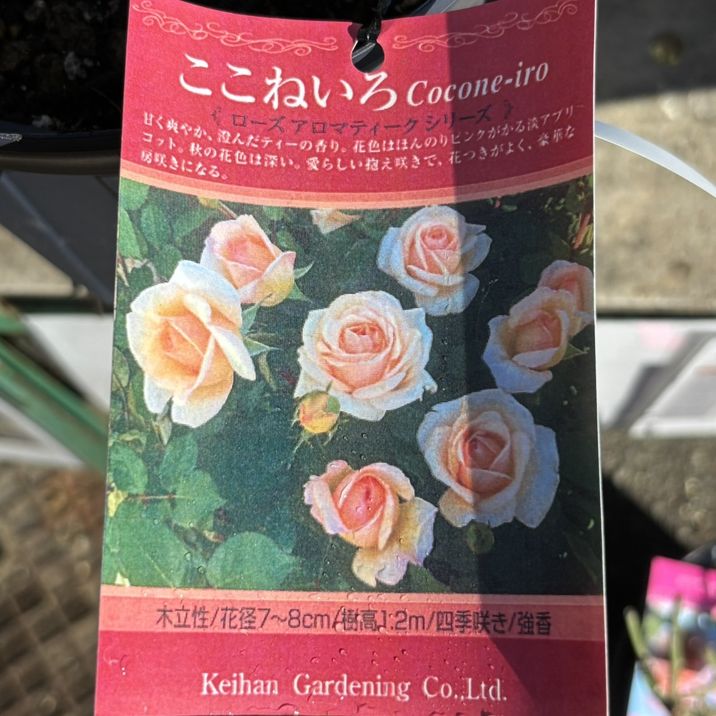 ここねいろ Cocone-iro
《 ローズ アロマティーク シリーズ 》
甘く爽やか、澄んだティーの香り。花色はほんのりピンクがかる淡アプリ
コット。秋の花色は深い。愛らしい抱え咲きで、花つきがよく、豪華な
房咲きになる。
木立性/花径7〜8cm/樹高1.2m/四季咲き/強香
Keihan Gardening Co.,Ltd.